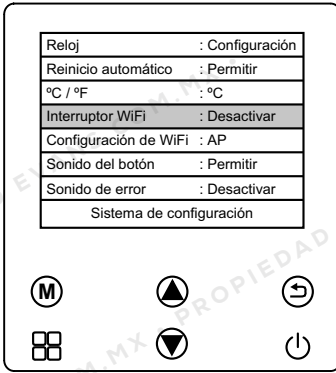 Reloj : Configuración
Reinicio automático : Permitir
ºC / ºF : ºC
Interruptor WiFi : Desactivar
Configuración de WiFi : AP
Sonido del botón : Permitir
Sonido de error : Desactivar
Sistema de configuración
M